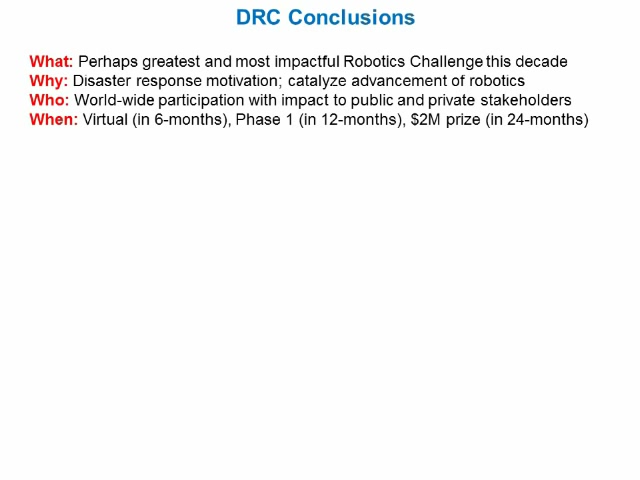 DRC Conclusions
What: Perhaps greatest and most impactful Robotics Challenge this decade
Why: Disaster response motivation; catalyze advancement of robotics
Who: World-wide participation with impact to public and private stakeholders
When: Virtual (in 6-months), Phase 1 (in 12-months), $2M prize (in 24-months)